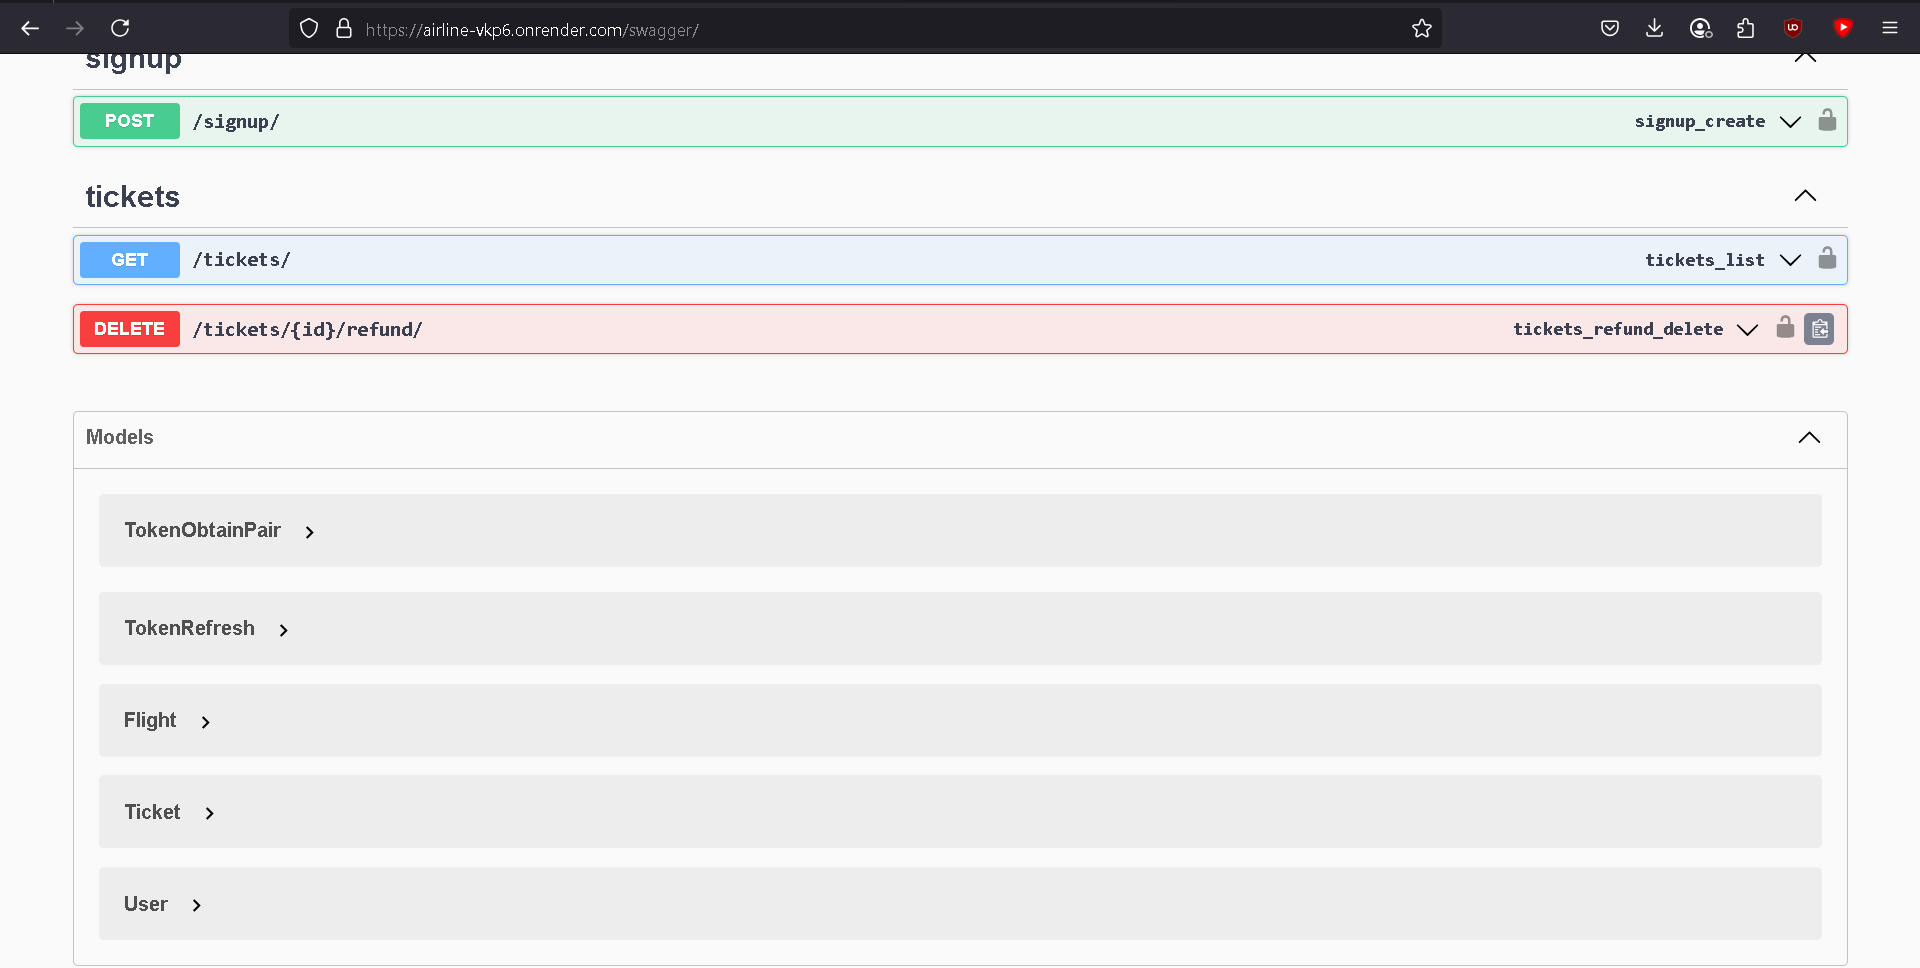 https://airline-vkp6.onrender.com/swagger/
signup
POST /signup/ signup_create
tickets
GET /tickets/ tickets_list
DELETE /tickets/{id}/refund/ tickets_refund_delete
Models
TokenObtainPair
TokenRefresh
Flight
Ticket
User